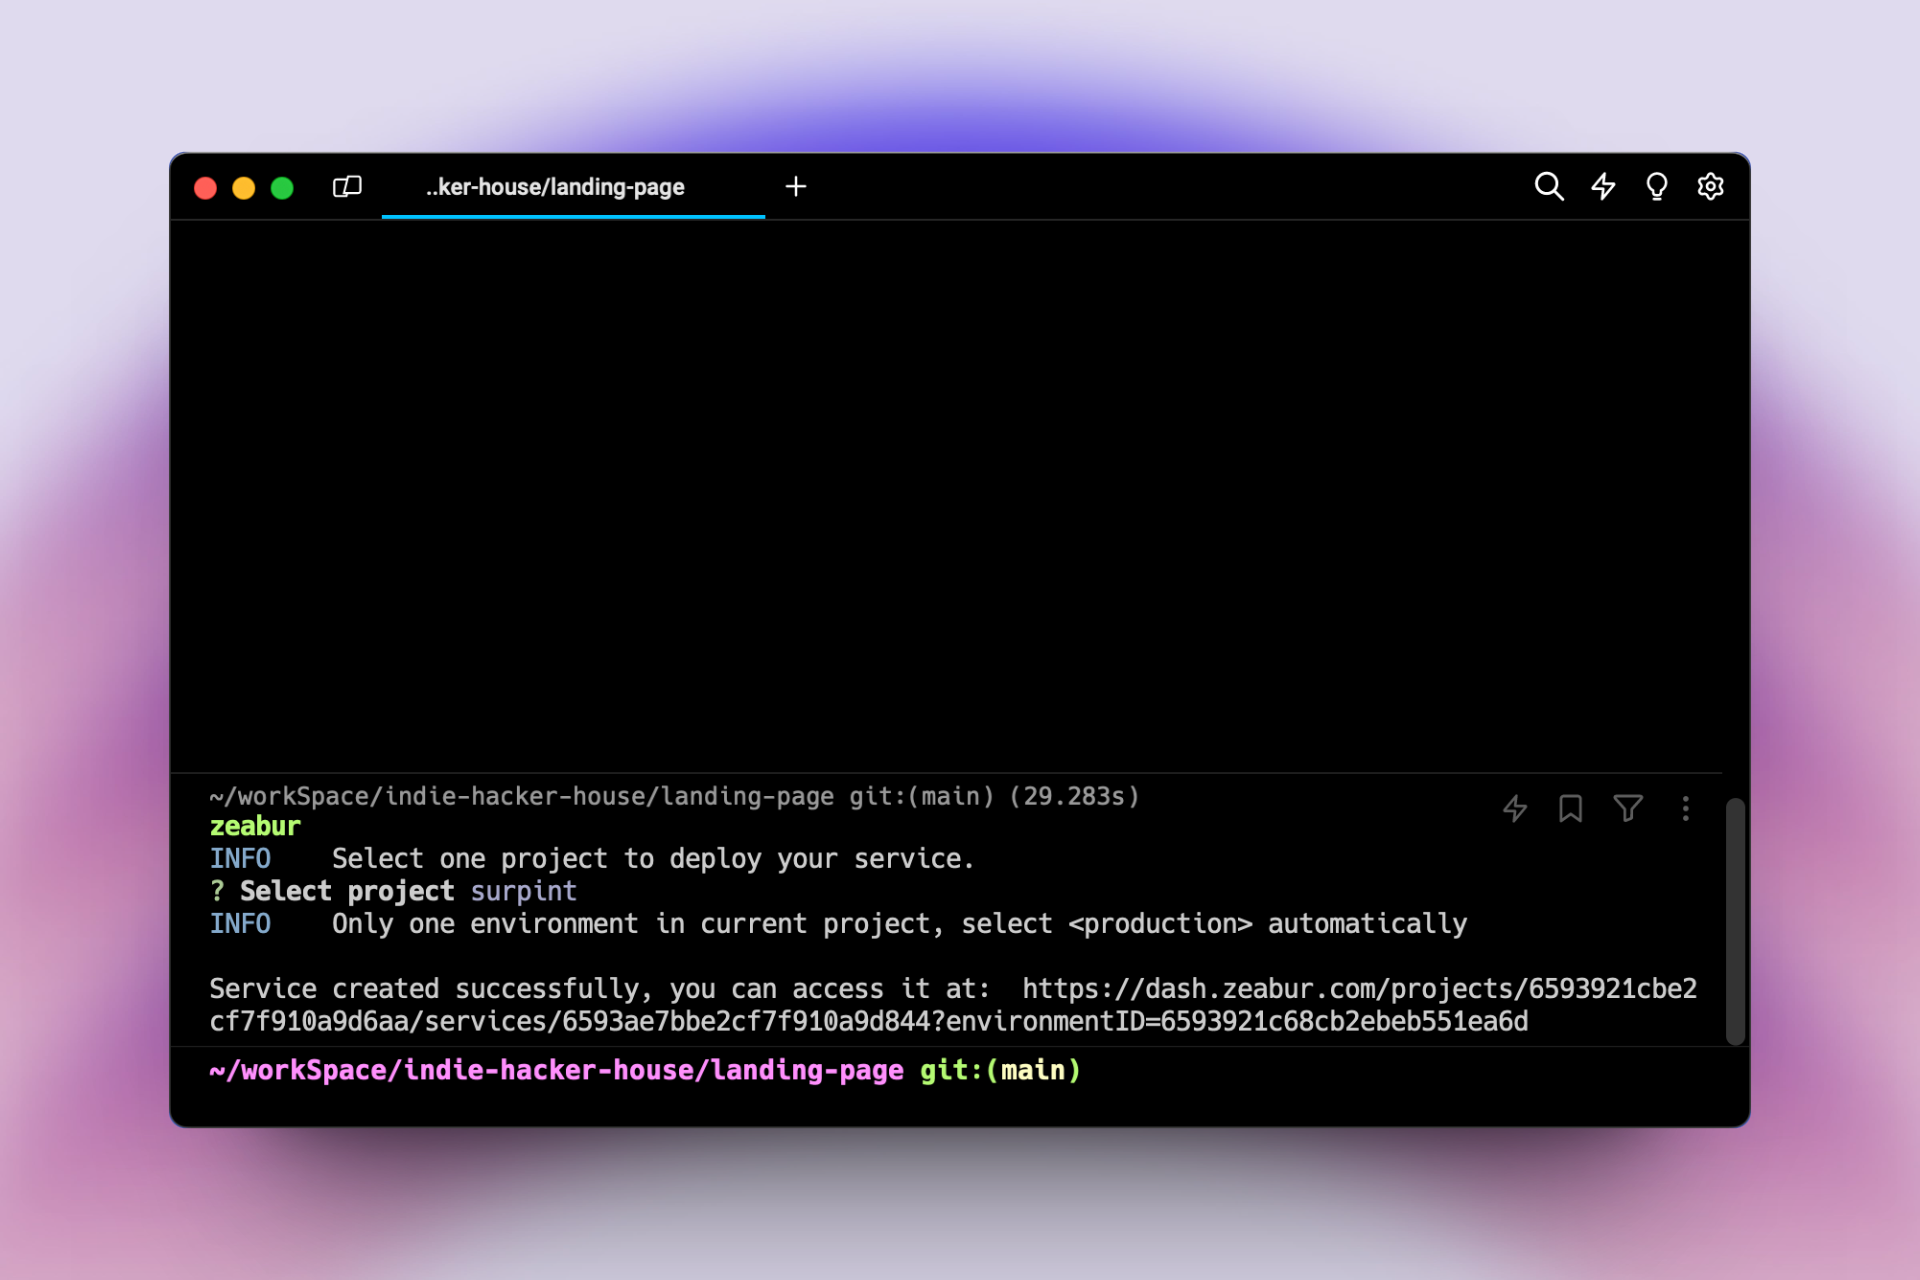 ..ker-house/landing-page
~/workSpace/indie-hacker-house/landing-page git:(main) (29.283s)
zeabur
INFO    Select one project to deploy your service.
? Select project surpint
INFO    Only one environment in current project, select <production> automatically
Service created successfully, you can access it at:  https://dash.zeabur.com/projects/6593921cbe2
cf7f910a9d6aa/services/6593ae7bbe2cf7f910a9d844?environmentID=6593921c68cb2ebeb551ea6d
~/workSpace/indie-hacker-house/landing-page git:(main)